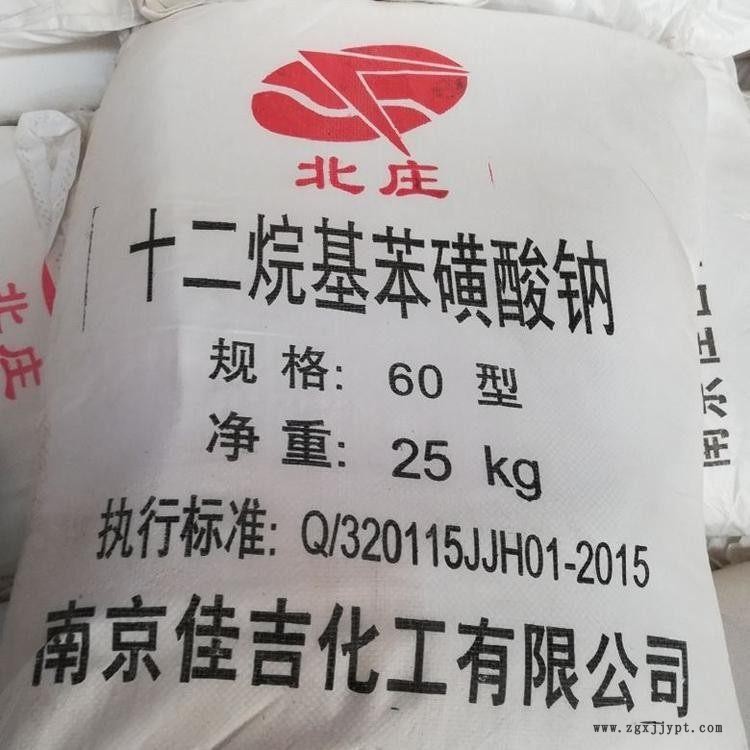 北庄
十二烷基苯磺酸钠
规格: 60 型
净重: 25 kg
执行标准: Q/320115JJH01-2015
南京佳吉化工有限公司
北庄
www.zgxjjypt.com